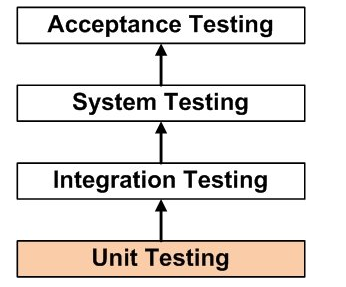 Acceptance Testing
System Testing
Integration Testing
Unit Testing